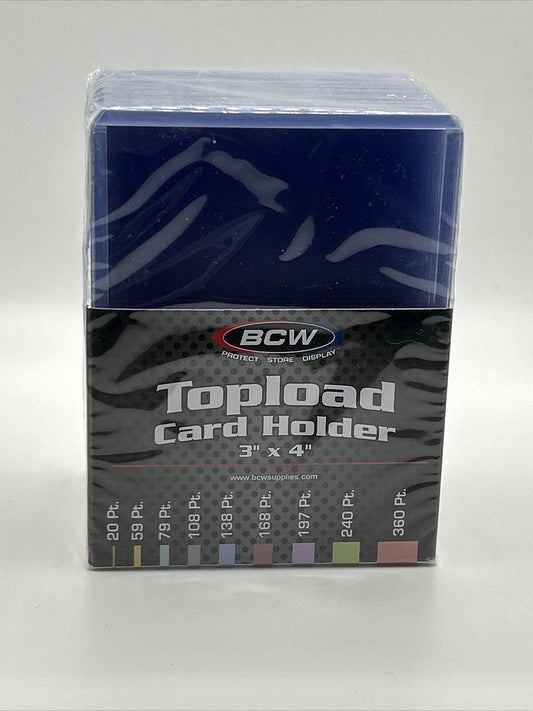 BCW
PROTECT STORE DISPLAY
Topload
Card Holder
3" x 4"
www.bcwsupplies.com
20 Pt.
59 Pt.
79 Pt.
108 Pt.
138 Pt.
168 Pt.
197 Pt.
240 Pt.
360 Pt.